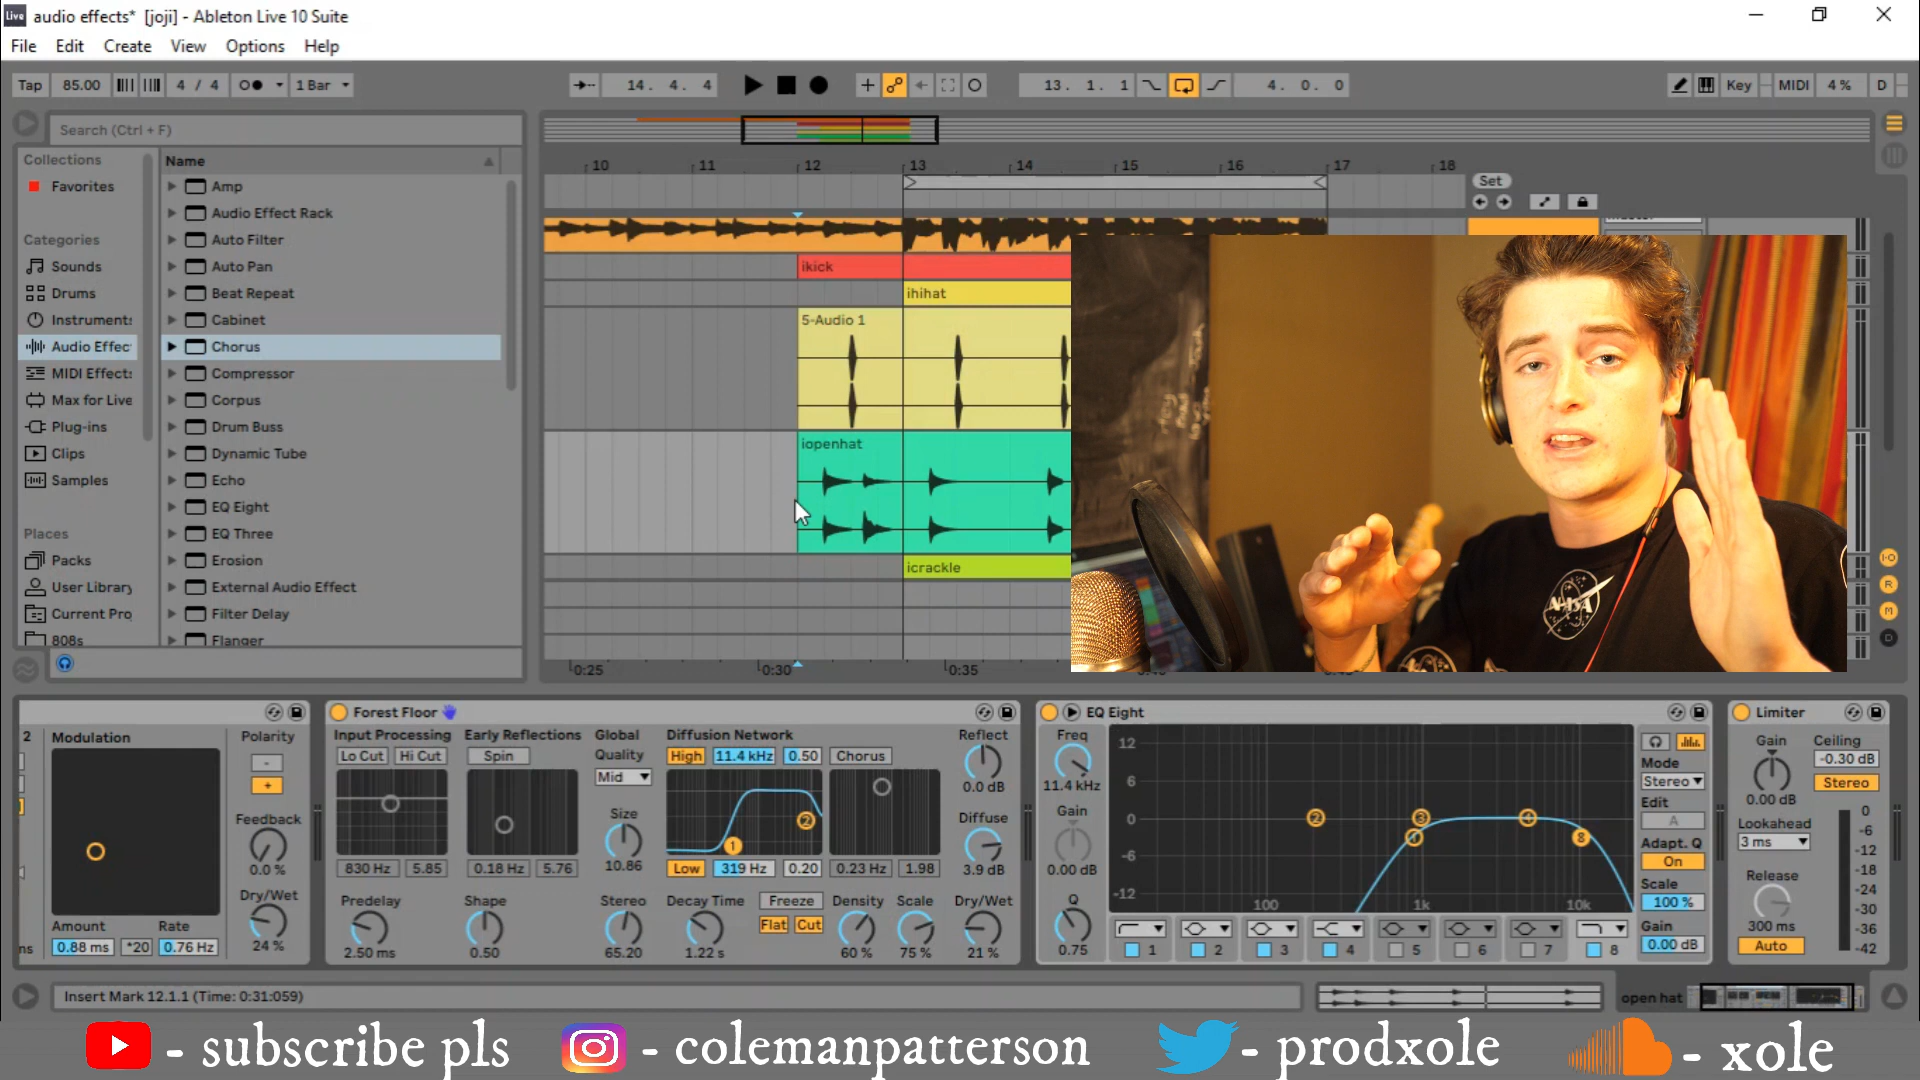 Live audio effects* [joji] - Ableton Live 10 Suite
File Edit Create View Options Help
Tap 85.00 4 / 4 1 Bar 14. 4. 4 13. 1. 1 4. 0. 0 Key MIDI 4 % D
Search (Ctrl + F)
Collections
Favorites
Categories
Sounds
Drums
Instruments
Audio Effec
MIDI Effects
Max for Live
Plug-ins
Clips
Samples
Places
Packs
User Library
Current Pro
808s
Name
Amp
Audio Effect Rack
Auto Filter
Auto Pan
Beat Repeat
Cabinet
Chorus
Compressor
Corpus
Drum Buss
Dynamic Tube
Echo
EQ Eight
EQ Three
Erosion
External Audio Effect
Filter Delay
Flanger
10 11 12 13 14 15 16 17 18
Set
ikick
ihihat
5-Audio 1
iopenhat
icrackle
0:25 0:30 0:35
NASA
I·O
R
M
D
2 Modulation Polarity
-
+
Feedback
0.0 %
Dry/Wet
24 %
Amount Rate
ns 0.88 ms *20 0.76 Hz
Forest Floor
Input Processing Early Reflections Global Diffusion Network Reflect
Lo Cut Hi Cut Spin Quality High 11.4 kHz 0.50 Chorus
Mid 0.0 dB
Size Diffuse
10.86 1 2 3.9 dB
830 Hz 5.85 0.18 Hz 5.76 Low 319 Hz 0.20 0.23 Hz 1.98
Predelay Shape Stereo Decay Time Freeze Density Scale Dry/Wet
Flat Cut
2.50 ms 0.50 65.20 1.22 s 60 % 75 % 21 %
EQ Eight
Freq
11.4 kHz
Gain
0.00 dB
Q
0.75
12
6
0
-6
-12
2 3 4 1 8
100 1k 10k
1 2 3 4 5 6 7 8
Mode
Stereo
Edit
A
Adapt. Q
On
Scale
100 %
Gain
0.00 dB
Limiter
Gain Ceiling
-0.30 dB
Stereo
0.00 dB
Lookahead
3 ms
Release
300 ms
Auto
0
-6
-12
-18
-24
-30
-36
-42
Insert Mark 12.1.1 (Time: 0:31:059)
open hat
- subscribe pls - colemanpatterson - prodxole - xole